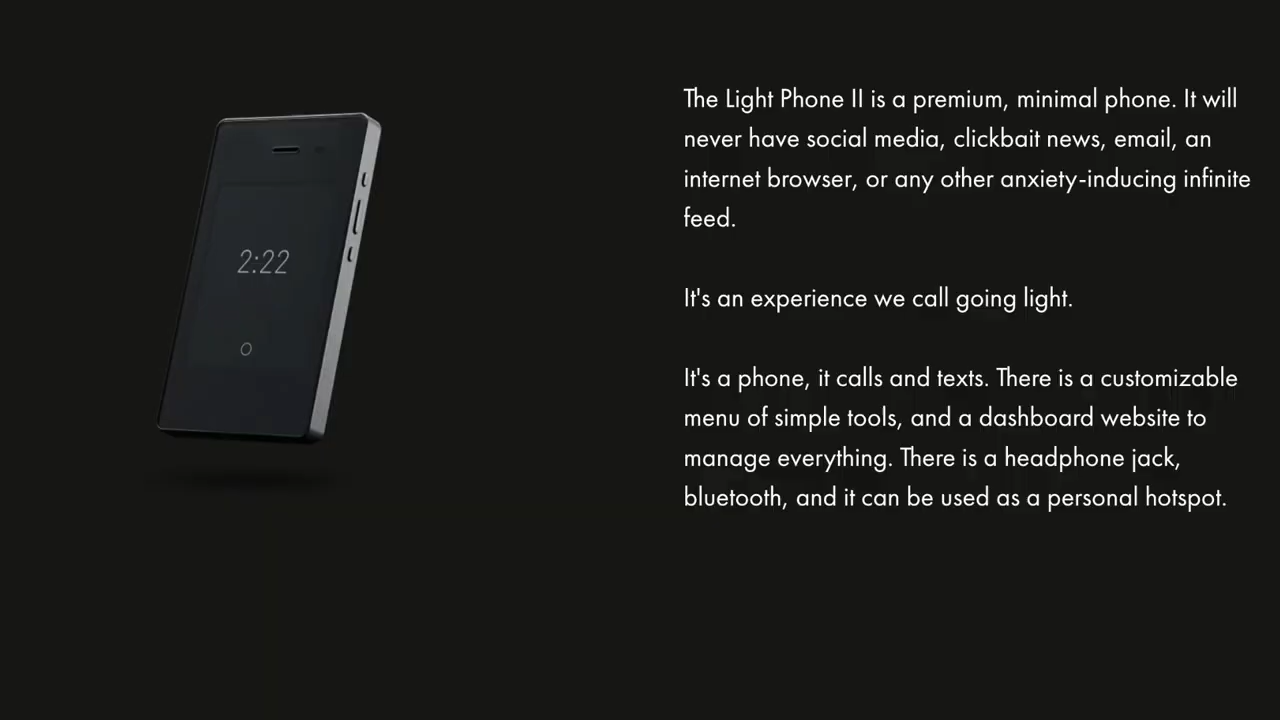 2:22
The Light Phone II is a premium, minimal phone. It will
never have social media, clickbait news, email, an
internet browser, or any other anxiety-inducing infinite
feed.
It's an experience we call going light.
It's a phone, it calls and texts. There is a customizable
menu of simple tools, and a dashboard website to
manage everything. There is a headphone jack,
bluetooth, and it can be used as a personal hotspot.